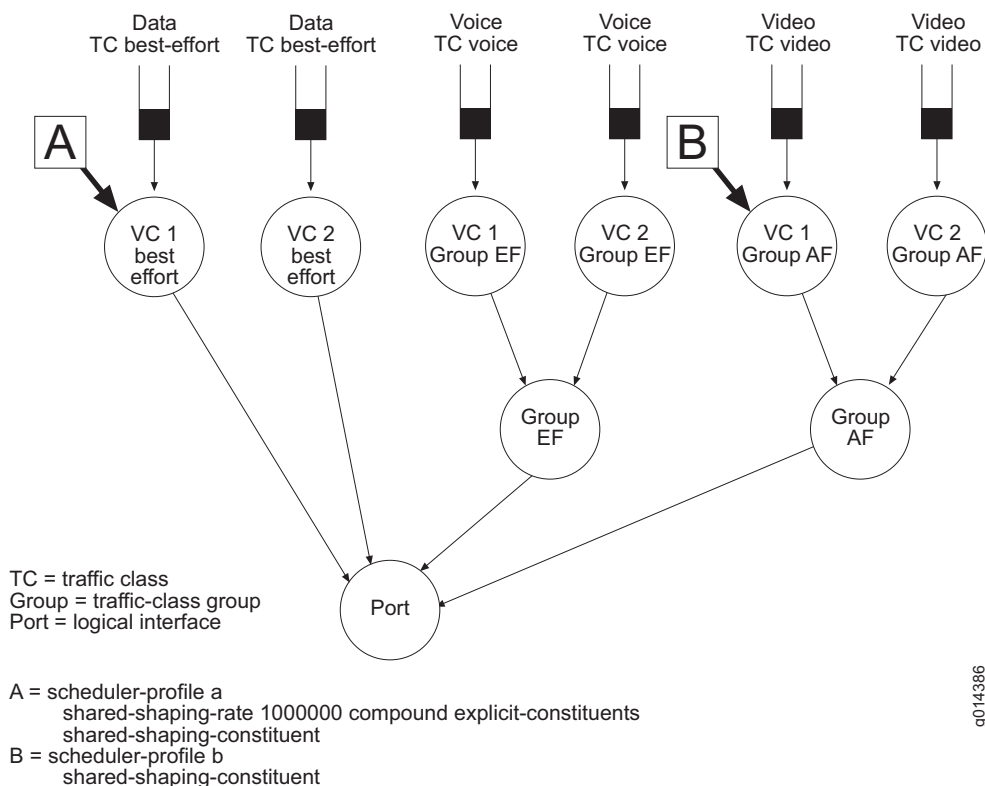 Data
TC best-effort
Data
TC best-effort
Voice
TC voice
Voice
TC voice
Video
TC video
Video
TC video
A
B
VC 1
best
effort
VC 2
best
effort
VC 1
Group EF
VC 2
Group EF
VC 1
Group AF
VC 2
Group AF
Group
EF
Group
AF
Port
TC = traffic class
Group = traffic-class group
Port = logical interface
A = scheduler-profile a
shared-shaping-rate 1000000 compound explicit-constituents
shared-shaping-constituent
B = scheduler-profile b
shared-shaping-constituent
g014386